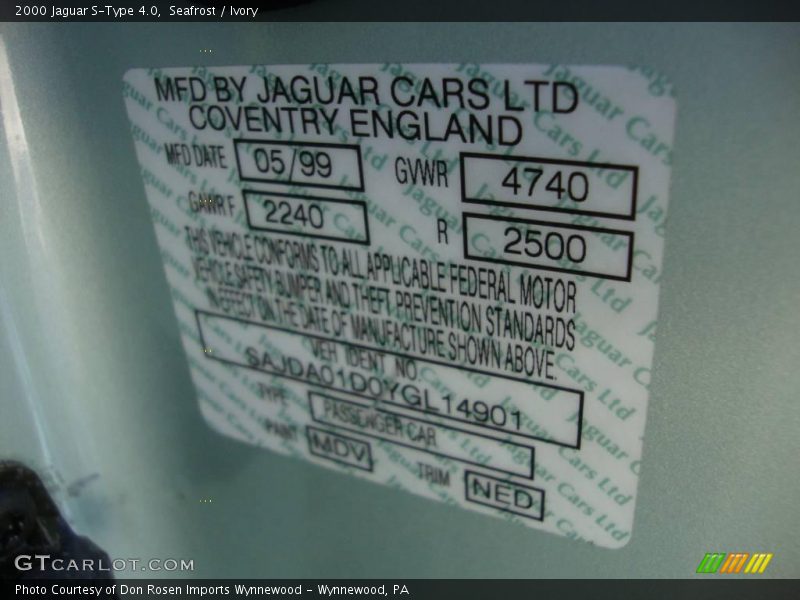 2000 Jaguar S-Type 4.0,  Seafrost / Ivory
MFD BY JAGUAR CARS LTD
COVENTRY ENGLAND
MFD DATE 05/99 GVWR 4740
GAWR F 2240 R 2500
THIS VEHICLE CONFORMS TO ALL APPLICABLE FEDERAL MOTOR
VEHICLE SAFETY BUMPER AND THEFT PREVENTION STANDARDS
IN EFFECT ON THE DATE OF MANUFACTURE SHOWN ABOVE.
VEH IDENT NO.
SAJDA01D0YGL14901
TYPE PASSENGER CAR
PAINT MDV TRIM NED
Jaguar Cars Ltd
GTCARLOT.COM
Photo Courtesy of Don Rosen Imports Wynnewood - Wynnewood, PA